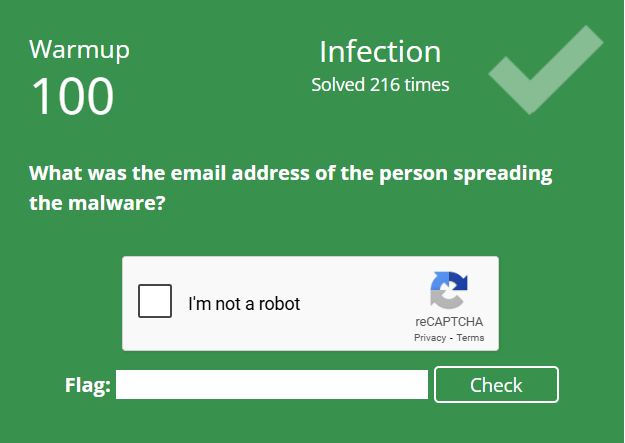 Warmup
100
Infection
Solved 216 times
What was the email address of the person spreading
the malware?
I'm not a robot
reCAPTCHA
Privacy - Terms
Flag:
Check